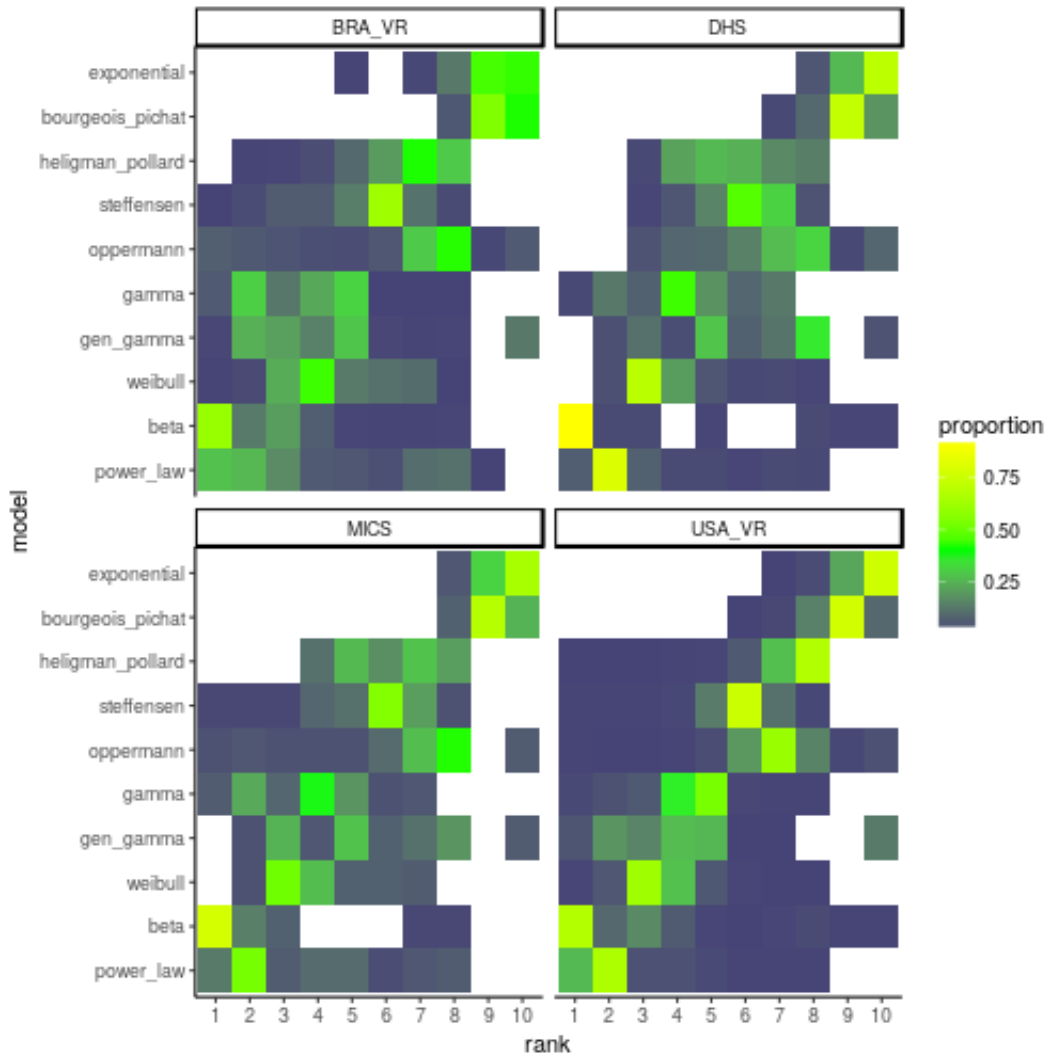 BRA_VR DHS
exponential
bourgeois_pichat
heligman_pollard
steffensen
oppermann
gamma
gen_gamma
weibull
beta
power_law
model
MICS USA_VR
exponential
bourgeois_pichat
heligman_pollard
steffensen
oppermann
gamma
gen_gamma
weibull
beta
power_law
1 2 3 4 5 6 7 8 9 10 1 2 3 4 5 6 7 8 9 10
rank
proportion
0.75
0.50
0.25